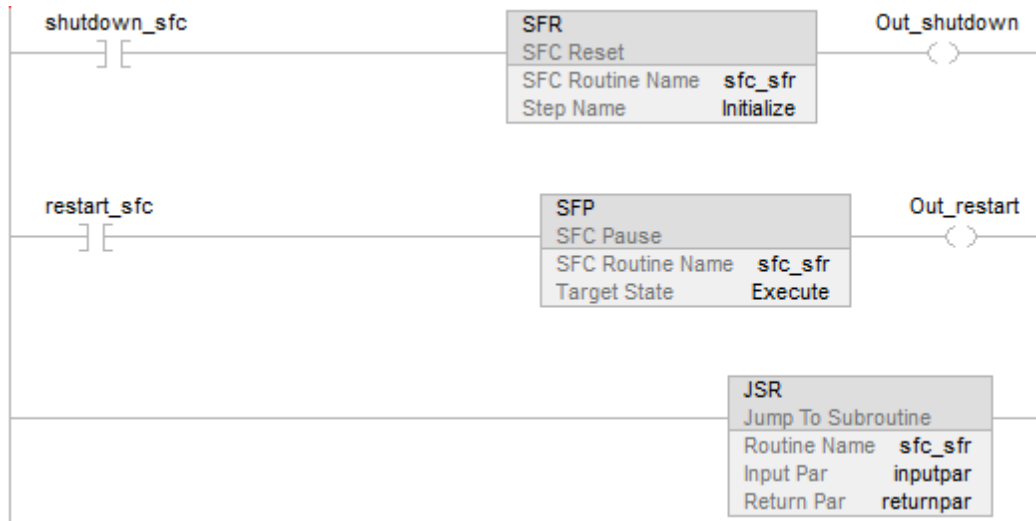 shutdown_sfc
SFR
Out_shutdown
SFC Reset
SFC Routine Name sfc_sfr
Step Name Initialize
restart_sfc
SFP
Out_restart
SFC Pause
SFC Routine Name sfc_sfr
Target State Execute
JSR
Jump To Subroutine
Routine Name sfc_sfr
Input Par inputpar
Return Par returnpar